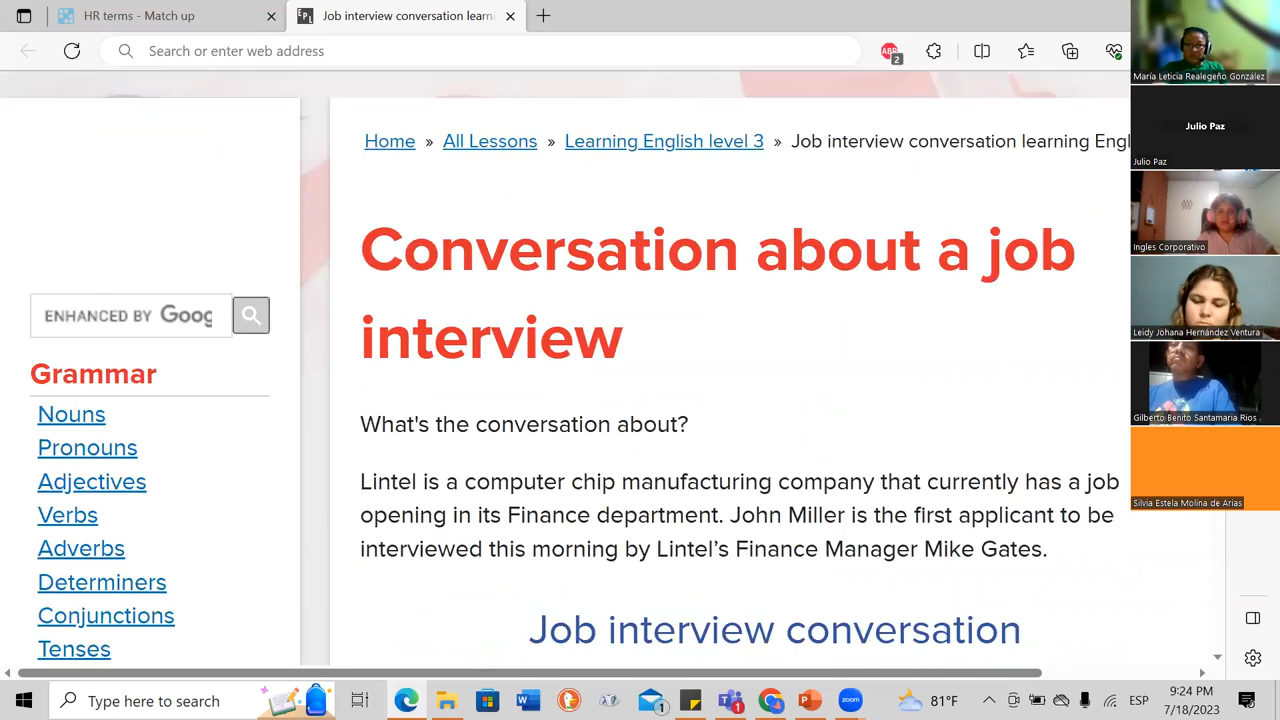 HR terms - Match up
Job interview conversation learni
Search or enter web address
ABP
2
Home » All Lessons » Learning English level 3 » Job interview conversation learning Engl
Conversation about a job
interview
ENHANCED BY Goog
Grammar
Nouns
Pronouns
Adjectives
Verbs
Adverbs
Determiners
Conjunctions
Tenses
What's the conversation about?
Lintel is a computer chip manufacturing company that currently has a job
opening in its Finance department. John Miller is the first applicant to be
interviewed this morning by Lintel’s Finance Manager Mike Gates.
Job interview conversation
María Leticia Realegeño González
Julio Paz
Julio Paz
Ingles Corporativo
Leidy Johana Hernández Ventura
Gilberto Benito Santamaria Rios
Silvia Estela Molina de Arias
Type here to search
1
1
zoom
81°F
ESP
9:24 PM
7/18/2023